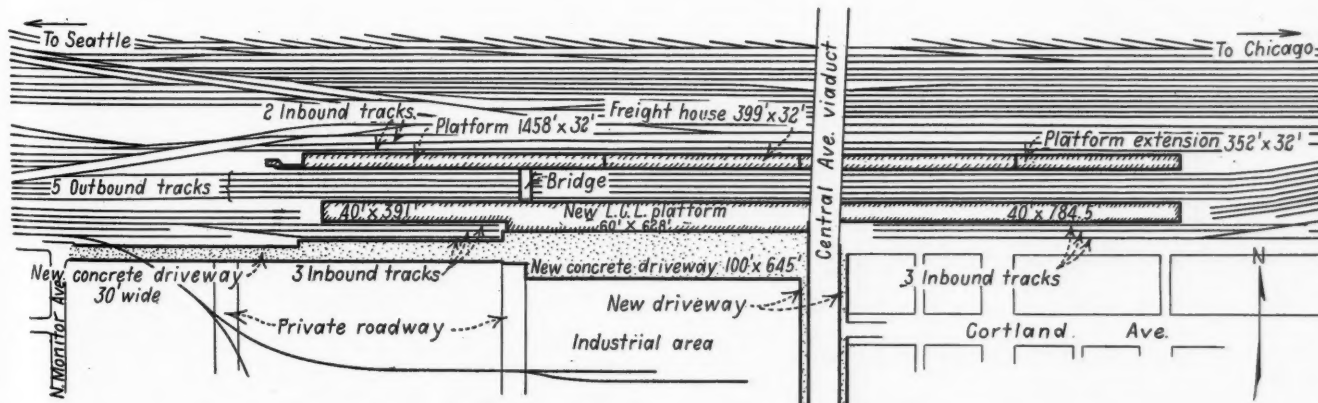 To Seattle
To Chicago
2 Inbound tracks
Platform 1458' x 32'
Freight house 399' x 32'
Platform extension 352' x 32'
Central Ave. viaduct
5 Outbound tracks
Bridge
40' x 391'
New L.C.L. platform
60' x 628'
40' x 784.5
New concrete driveway
30' wide
3 Inbound tracks
New concrete driveway 100' x 645'
3 Inbound tracks
N
New driveway
Private roadway
Industrial area
Cortland Ave.
N. Monitor Ave.